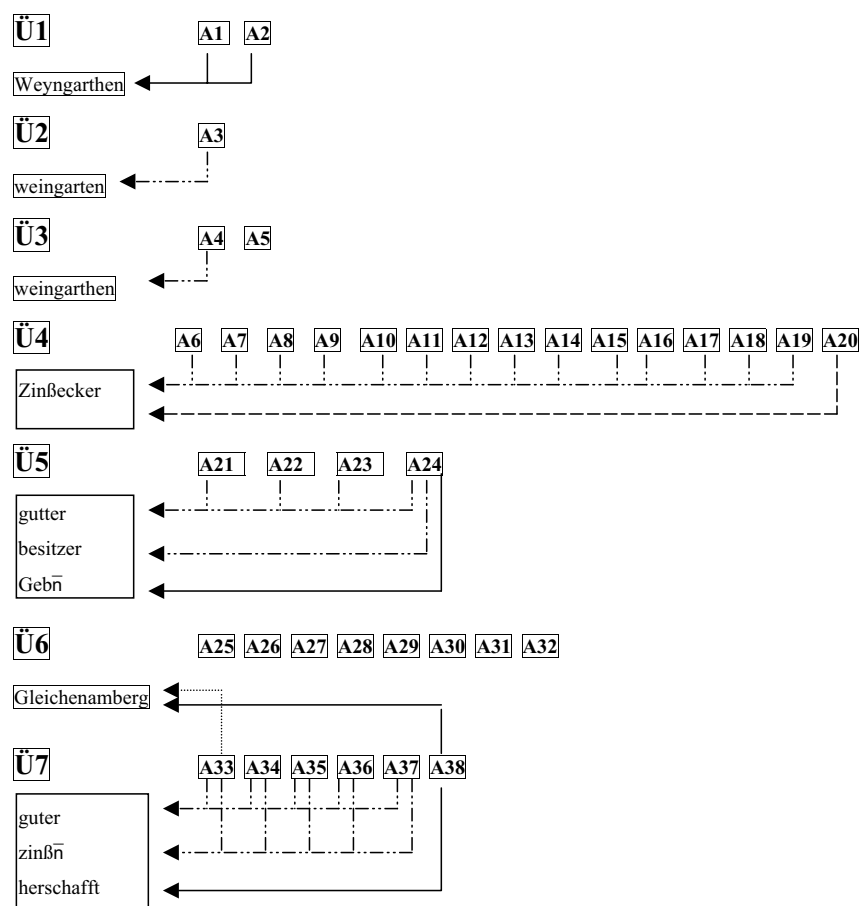 Ü1 A1 A2
Weyngarthen
Ü2 A3
weingarten
Ü3 A4 A5
weingarthen
Ü4 A6 A7 A8 A9 A10 A11 A12 A13 A14 A15 A16 A17 A18 A19 A20
Zinßecker
Ü5 A21 A22 A23 A24
gutter
besitzer
Gebn̅
Ü6 A25 A26 A27 A28 A29 A30 A31 A32
Gleichenamberg
Ü7 A33 A34 A35 A36 A37 A38
guter
zinßn̅
herschafft